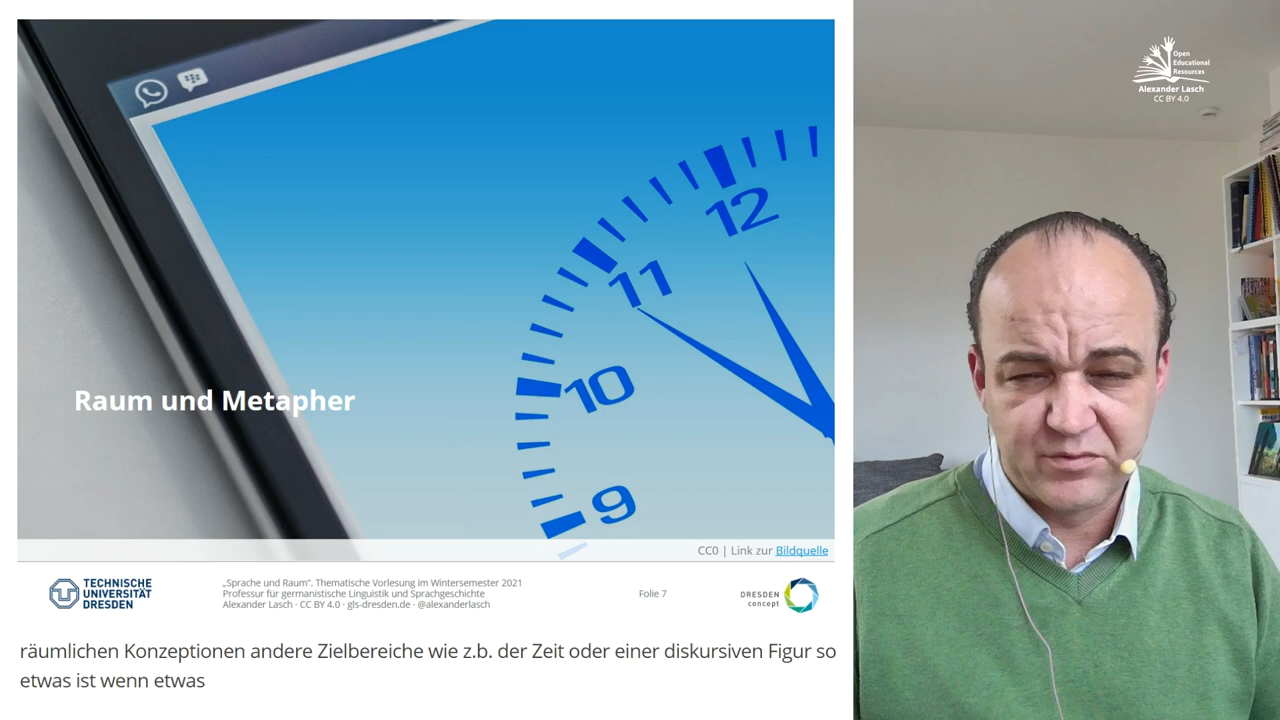 12
11
10
9
Raum und Metapher
CC0 | Link zur Bildquelle
TECHNISCHE
UNIVERSITÄT
DRESDEN
„Sprache und Raum“. Thematische Vorlesung im Wintersemester 2021
Professur für germanistische Linguistik und Sprachgeschichte
Alexander Lasch · CC BY 4.0 · gls-dresden.de · @alexanderlasch
Folie 7
DRESDEN
concept
räumlichen Konzeptionen andere Zielbereiche wie z.b. der Zeit oder einer diskursiven Figur so
etwas ist wenn etwas
Open
Educational
Resources
Alexander Lasch
CC BY 4.0